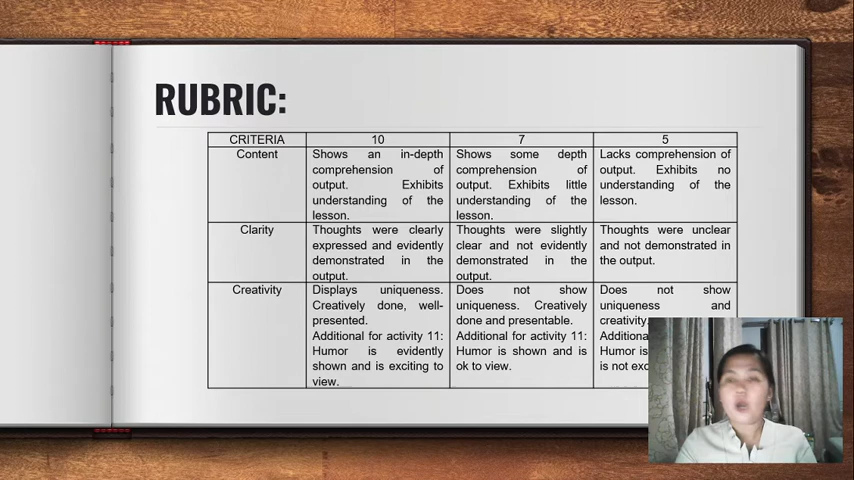 RUBRIC:
CRITERIA 10 7 5
Content
Shows an in-depth
comprehension of
output. Exhibits
understanding of the
lesson.
Shows some depth
comprehension of
output. Exhibits little
understanding of the
lesson.
Lacks comprehension of
output. Exhibits no
understanding of the
lesson.
Clarity
Thoughts were clearly
expressed and evidently
demonstrated in the
output.
Thoughts were slightly
clear and not evidently
demonstrated in the
output.
Thoughts were unclear
and not demonstrated in
the output.
Creativity
Displays uniqueness.
Creatively done, well-
presented.
Additional for activity 11:
Humor is evidently
shown and is exciting to
view.
Does not show
uniqueness. Creatively
done and presentable.
Additional for activity 11:
Humor is shown and is
ok to view.
Does not show
uniqueness and
creativity.
Humor is
is not